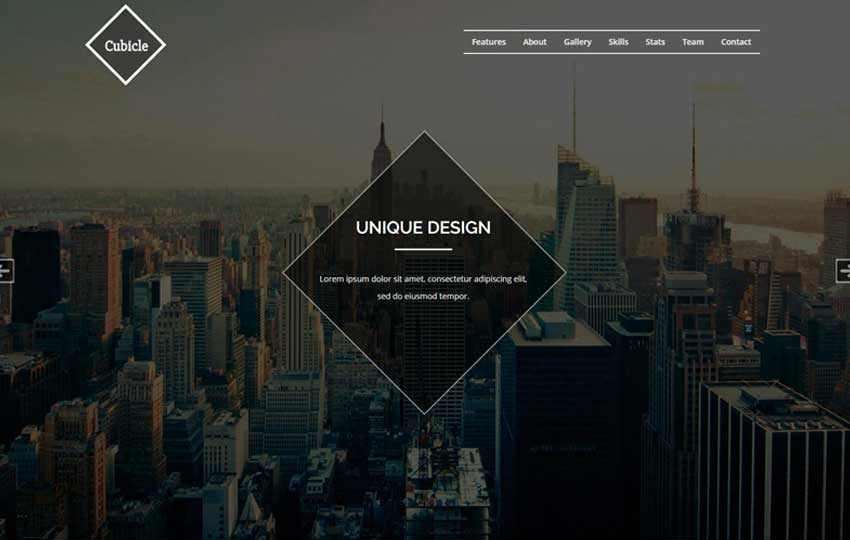 Cubicle
Features About Gallery Skills Stats Team Contact
UNIQUE DESIGN
Lorem ipsum dolor sit amet, consectetur adipiscing elit,
sed do eiusmod tempor.